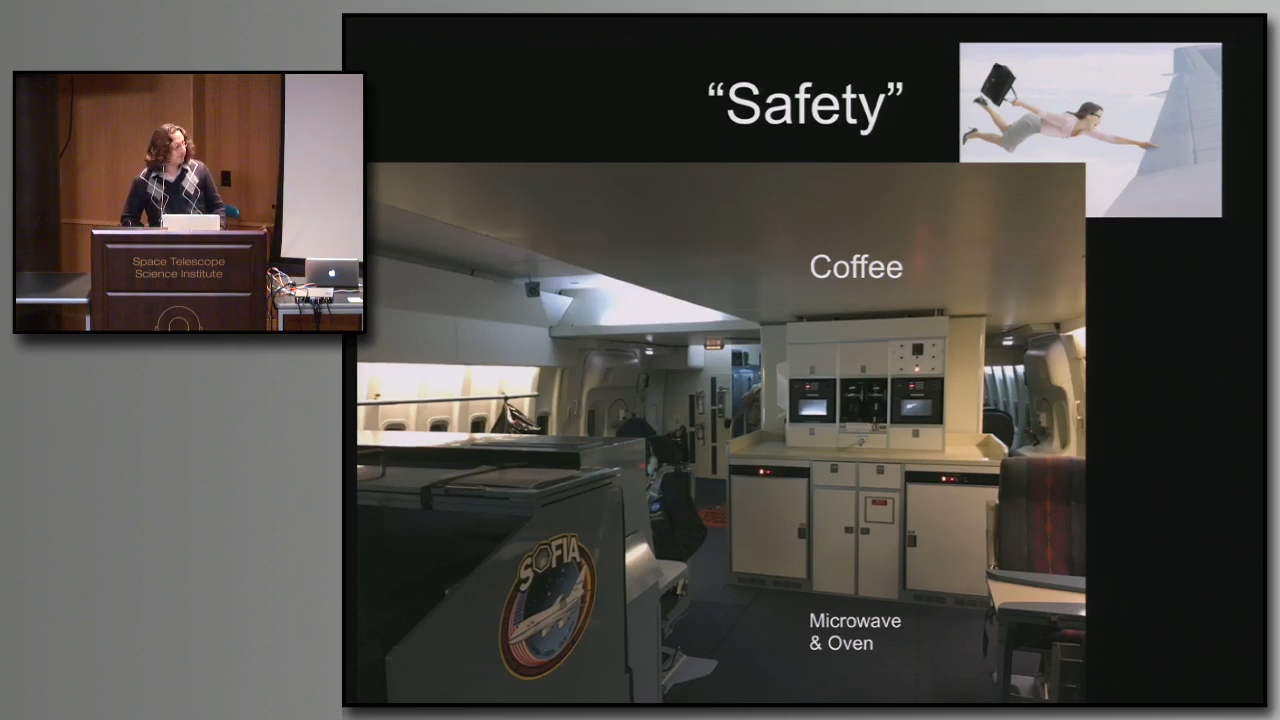 “Safety”
Space Telescope
Science Institute
Coffee
SOFIA
Microwave
& Oven